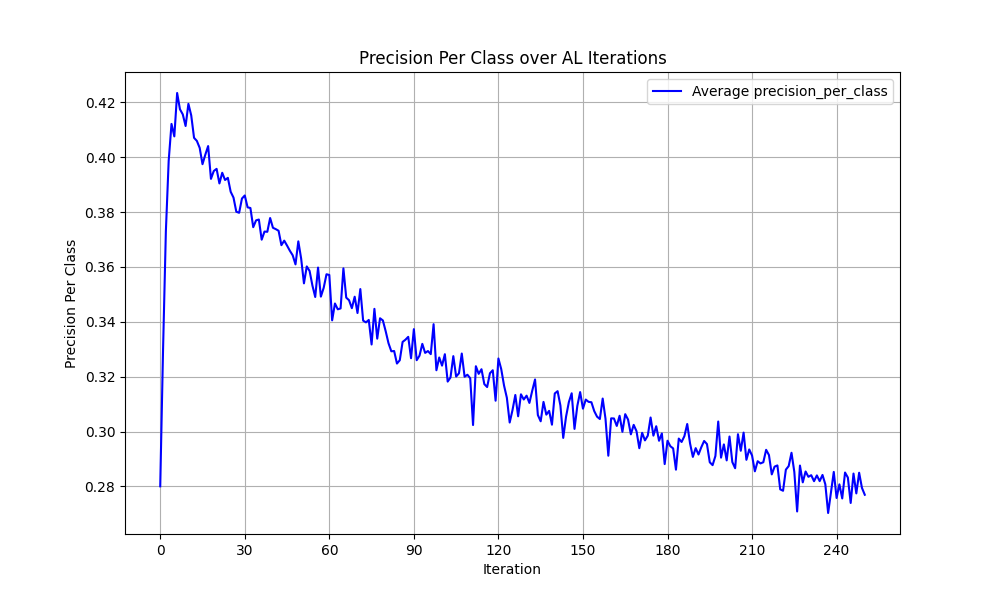 Precision Per Class over AL Iterations
Average precision_per_class
Precision Per Class
0.42
0.40
0.38
0.36
0.34
0.32
0.30
0.28
0 30 60 90 120 150 180 210 240
Iteration